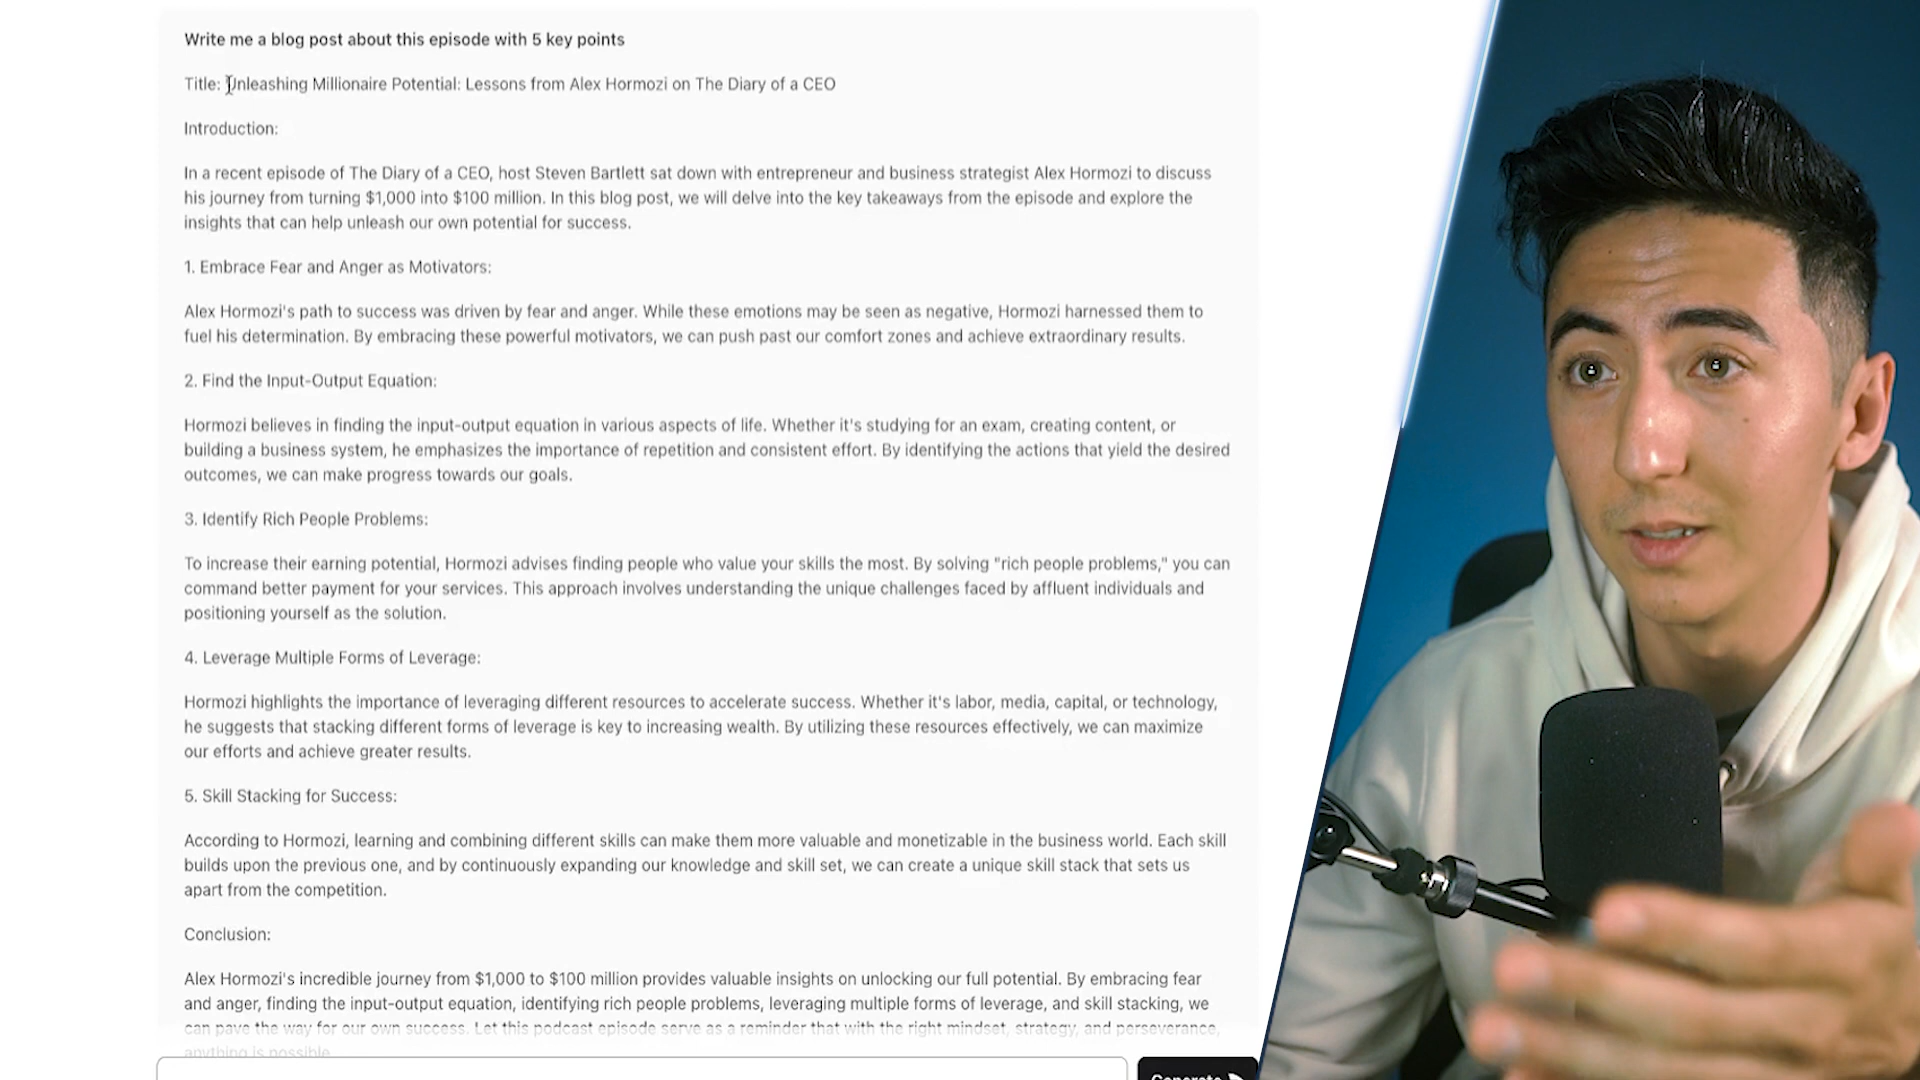 Write me a blog post about this episode with 5 key points
Title: Unleashing Millionaire Potential: Lessons from Alex Hormozi on The Diary of a CEO
Introduction:
In a recent episode of The Diary of a CEO, host Steven Bartlett sat down with entrepreneur and business strategist Alex Hormozi to discuss
his journey from turning $1,000 into $100 million. In this blog post, we will delve into the key takeaways from the episode and explore the
insights that can help unleash our own potential for success.
1. Embrace Fear and Anger as Motivators:
Alex Hormozi's path to success was driven by fear and anger. While these emotions may be seen as negative, Hormozi harnessed them to
fuel his determination. By embracing these powerful motivators, we can push past our comfort zones and achieve extraordinary results.
2. Find the Input-Output Equation:
Hormozi believes in finding the input-output equation in various aspects of life. Whether it's studying for an exam, creating content, or
building a business system, he emphasizes the importance of repetition and consistent effort. By identifying the actions that yield the desired
outcomes, we can make progress towards our goals.
3. Identify Rich People Problems:
To increase their earning potential, Hormozi advises finding people who value your skills the most. By solving "rich people problems," you can
command better payment for your services. This approach involves understanding the unique challenges faced by affluent individuals and
positioning yourself as the solution.
4. Leverage Multiple Forms of Leverage:
Hormozi highlights the importance of leveraging different resources to accelerate success. Whether it's labor, media, capital, or technology,
he suggests that stacking different forms of leverage is key to increasing wealth. By utilizing these resources effectively, we can maximize
our efforts and achieve greater results.
5. Skill Stacking for Success:
According to Hormozi, learning and combining different skills can make them more valuable and monetizable in the business world. Each skill
builds upon the previous one, and by continuously expanding our knowledge and skill set, we can create a unique skill stack that sets us
apart from the competition.
Conclusion:
Alex Hormozi's incredible journey from $1,000 to $100 million provides valuable insights on unlocking our full potential. By embracing fear
and anger, finding the input-output equation, identifying rich people problems, leveraging multiple forms of leverage, and skill stacking, we
can pave the way for our own success. Let this podcast episode serve as a reminder that with the right mindset, strategy, and perseverance,
anything is possible.
Generate